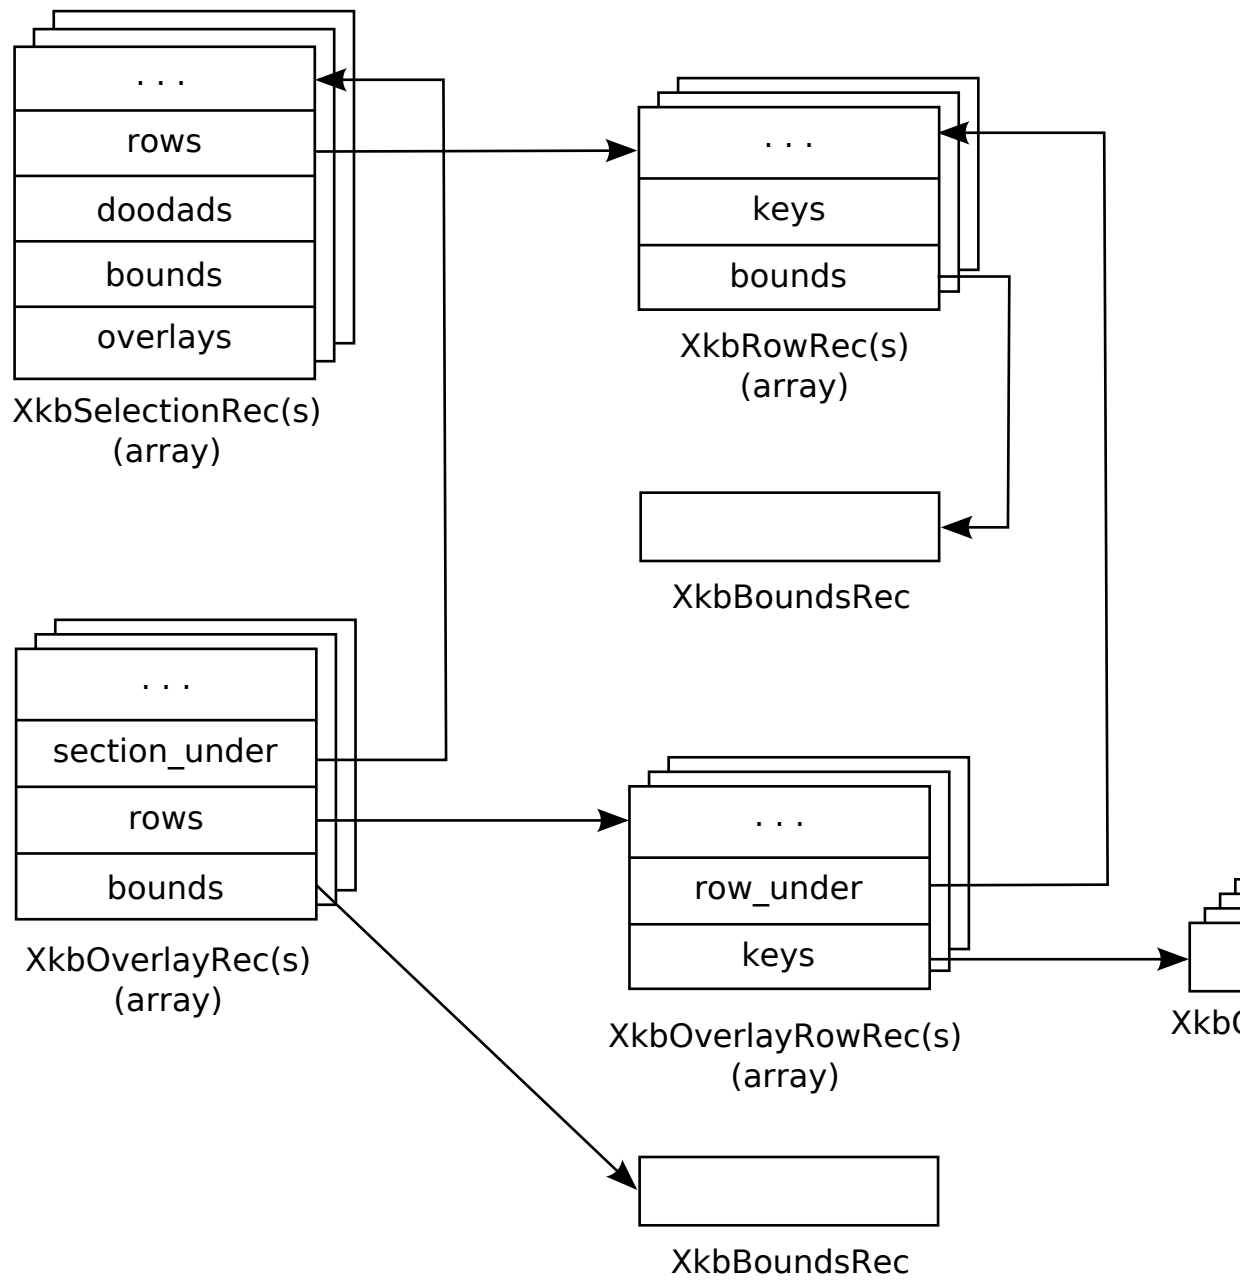 . . .
rows
doodads
bounds
overlays
XkbSelectionRec(s)
(array)
. . .
keys
bounds
XkbRowRec(s)
(array)
XkbBoundsRec
. . .
section_under
rows
bounds
XkbOverlayRec(s)
(array)
. . .
row_under
keys
XkbOverlayRowRec(s)
(array)
XkbBoundsRec